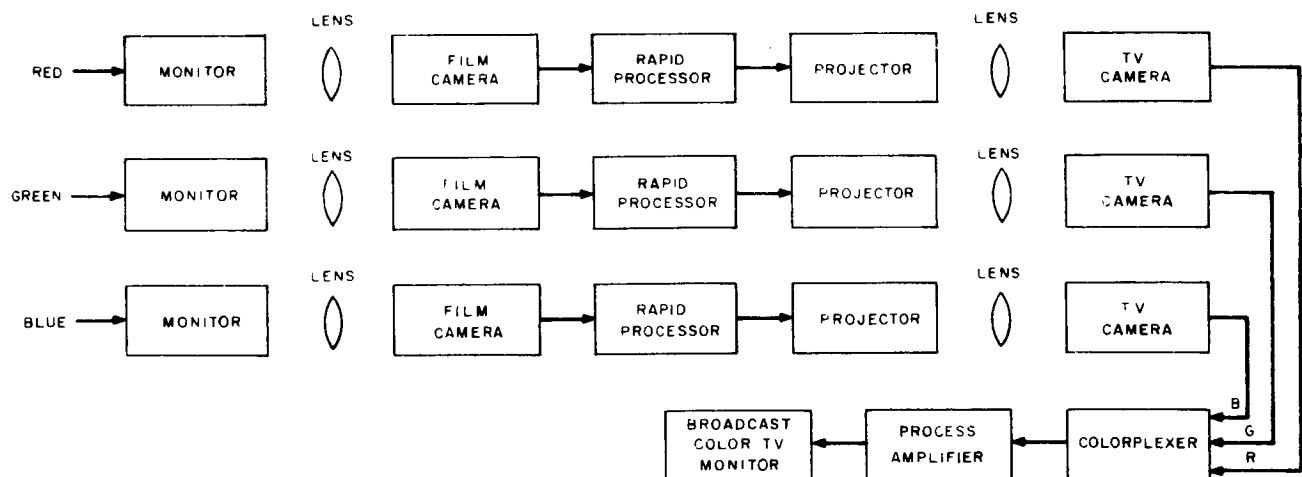 LENS
LENS
RED
MONITOR
FILM
CAMERA
RAPID
PROCESSOR
PROJECTOR
TV
CAMERA
LENS
LENS
GREEN
MONITOR
FILM
CAMERA
RAPID
PROCESSOR
PROJECTOR
TV
CAMERA
LENS
LENS
BLUE
MONITOR
FILM
CAMERA
RAPID
PROCESSOR
PROJECTOR
TV
CAMERA
B
G
R
BROADCAST
COLOR TV
MONITOR
PROCESS
AMPLIFIER
COLORPLEXER